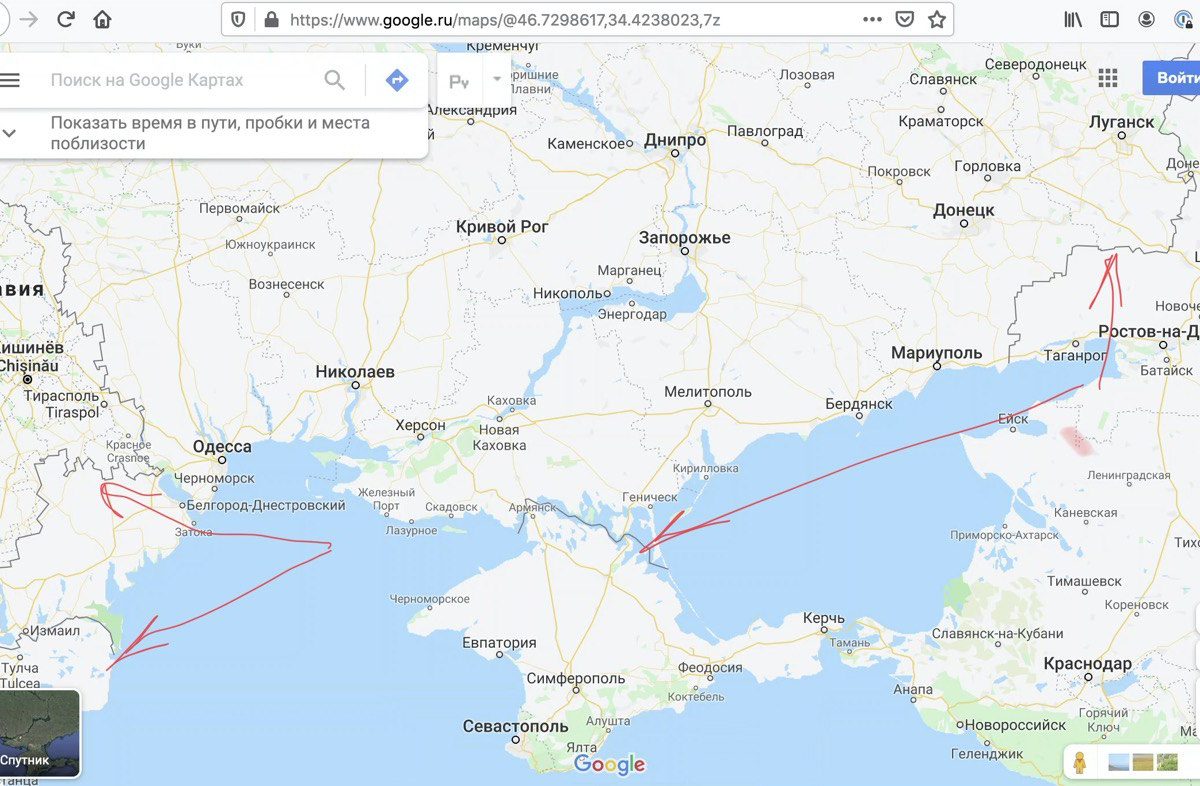 https://www.google.ru/maps/@46.7298617,34.4238023,7z
Поиск на Google Картах
Войти
Показать время в пути, пробки и места
поблизости
Кременчуг
Лозовая
Славянск
Северодонецк
Александрия
Краматорск
Луганск
Каменское
Днипро
Павлоград
Покровск
Горловка
Первомайск
Кривой Рог
Запорожье
Донецк
Южноукраинск
Вознесенск
Марганец
Никополь
Энергодар
Кишинёв
Chișinău
Николаев
Мариуполь
Таганрог
Ростов-на-Д
Батайск
Тирасполь
Tiraspol
Каховка
Мелитополь
Бердянск
Херсон
Новая
Каховка
Ейск
Красное
Crasnoe
Одесса
Кирилловка
Ленинградская
Черноморск
Белгород-Днестровский
Железный
Порт
Скадовск
Армянск
Геническ
Каневская
Затока
Лазурное
Приморско-Ахтарск
Тимашевск
Черноморское
Кореновск
Измаил
Евпатория
Керчь
Тамань
Славянск-на-Кубани
Тулча
Tulcea
Симферополь
Феодосия
Коктебель
Краснодар
Анапа
Севастополь
Алушта
Новороссийск
Горячий
Ключ
Ялта
Геленджик
Спутник
Google